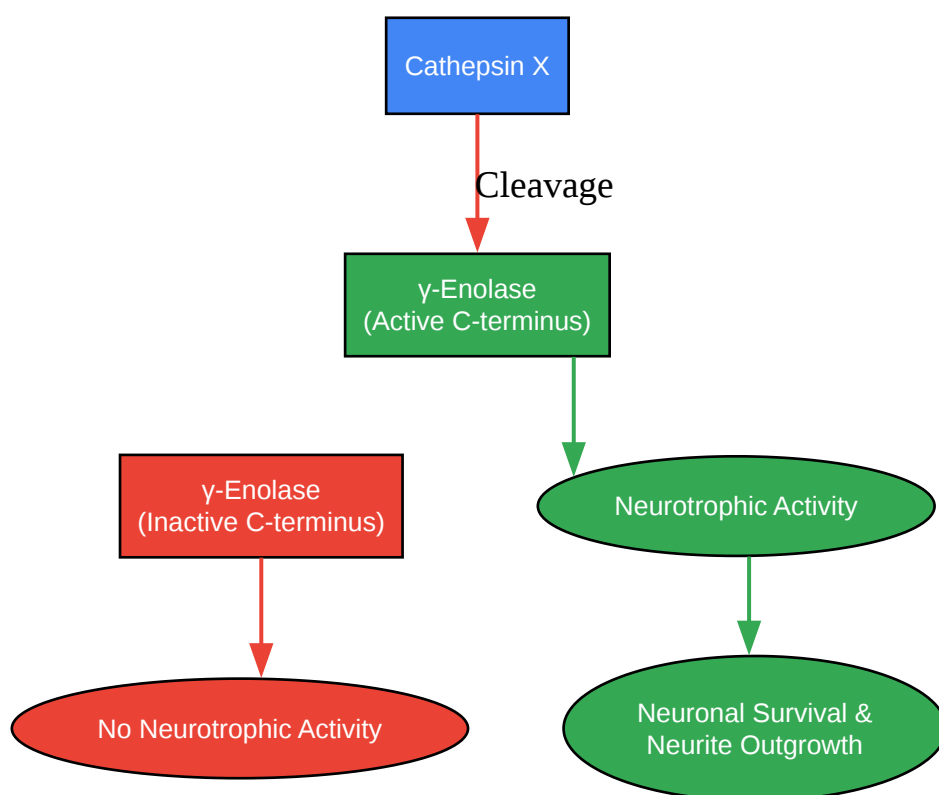 Cathepsin X
Cleavage
γ-Enolase
(Active C-terminus)
γ-Enolase
(Inactive C-terminus)
Neurotrophic Activity
No Neurotrophic Activity
Neuronal Survival &
Neurite Outgrowth